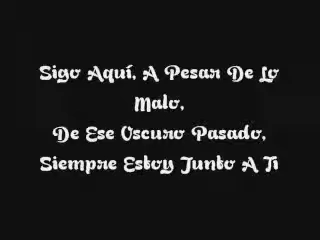 Sigo Aquí, A Pesar De Lo
Malo,
De Ese Oscuro Pasado,
Siempre Estoy Junto A Ti